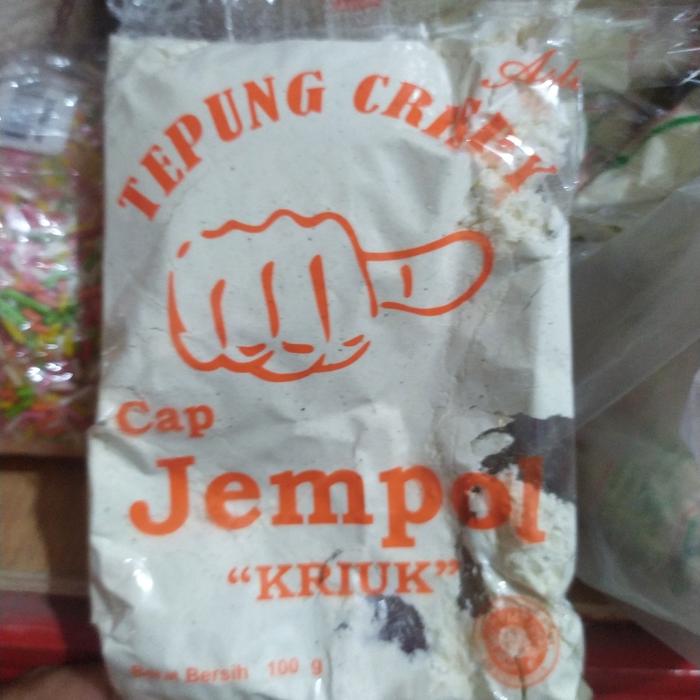 TEPUNG CRISPY
Cap
Jempol
"KRIUK"
Berat Bersih 100 g